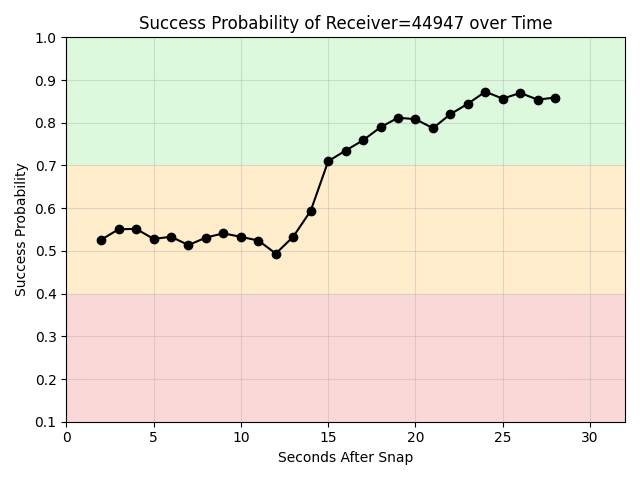 Success Probability of Receiver=44947 over Time
1.0
0.9
0.8
0.7
0.6
0.5
0.4
0.3
0.2
0.1
Success Probability
0 5 10 15 20 25 30
Seconds After Snap